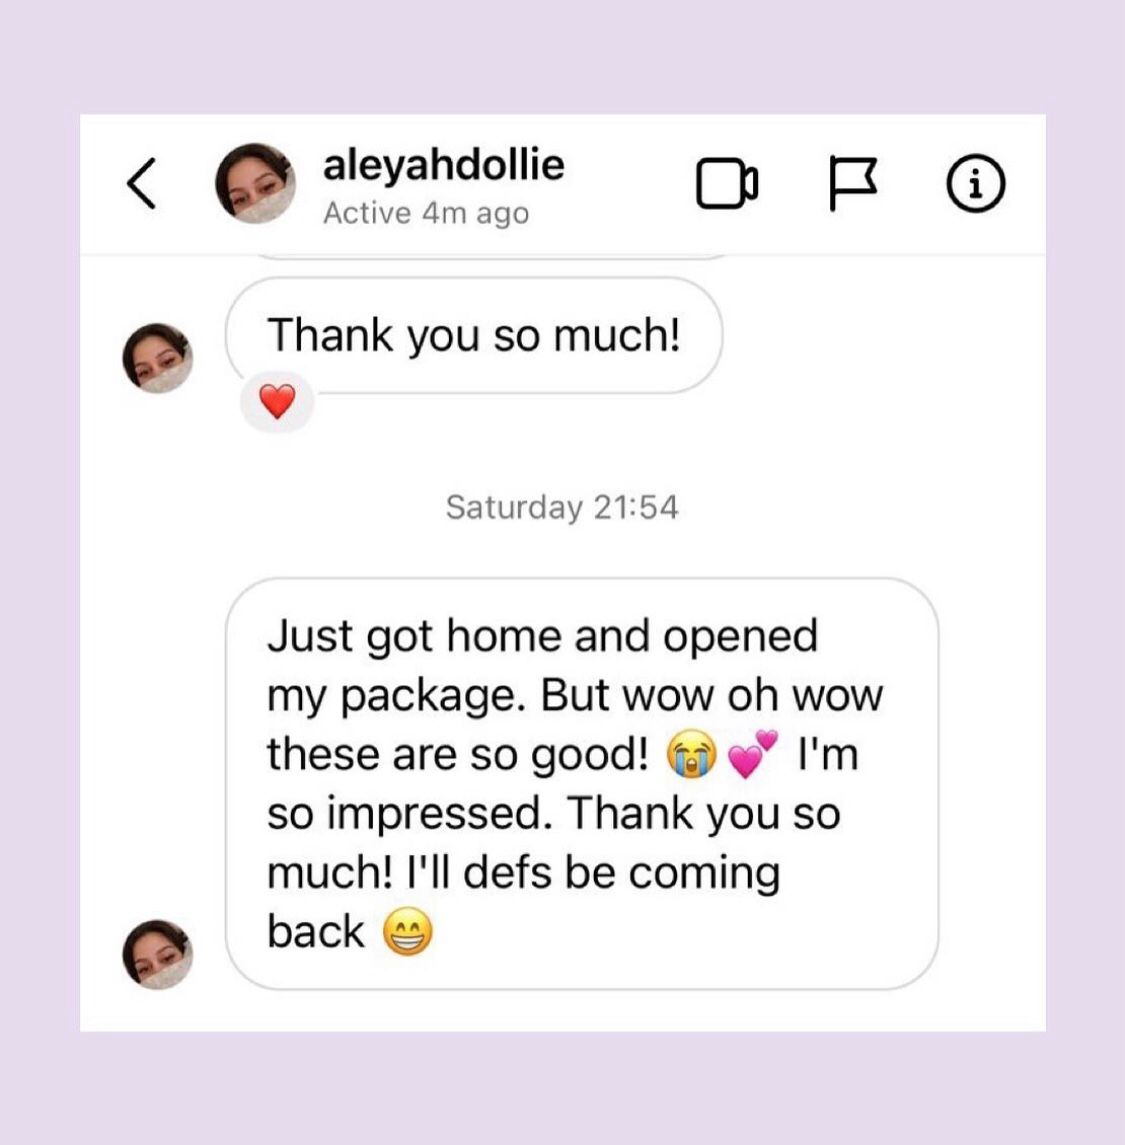 aleyahdollie
Active 4m ago
Thank you so much!
❤️
Saturday 21:54
Just got home and opened
my package. But wow oh wow
these are so good! 😭💕 I'm
so impressed. Thank you so
much! I'll defs be coming
back 😁